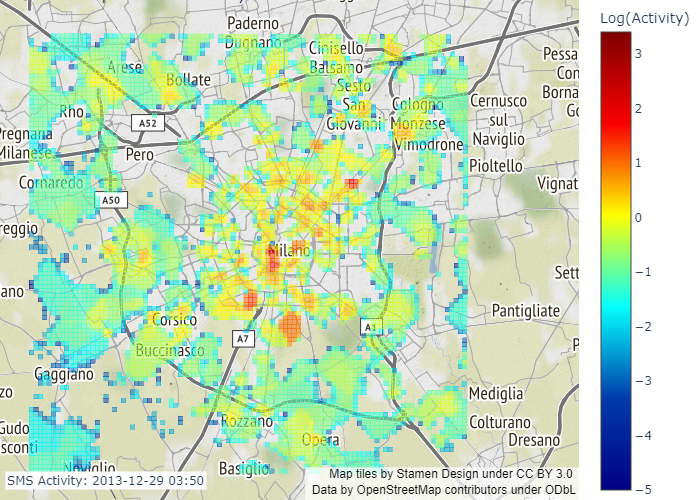 Log(Activity)
3
2
1
0
−1
−2
−3
−4
−5
Paderno
Dugnano
Cinisello
Balsamo
Pessa
Con
Borna
Go
Arese
Bollate
Sesto
San
Giovanni
Cologno
Monzese
Cernusco
sul
Naviglio
Rho
A52
Vimodrone
Pregnana
Milanese
Pero
Pioltello
Cornaredo
Vignat
A50
reggio
Milano
Sett
ano
Pantigliate
Corsico
A1
A7
P
Buccinasco
Gaggiano
zo
Mediglia
Rozzano
Colturano
Gudo
sconti
Opera
Dresano
Noviglio
Basiglio
SMS Activity: 2013-12-29 03:50
Map tiles by Stamen Design under CC BY 3.0
Data by OpenStreetMap contributors under ODbL